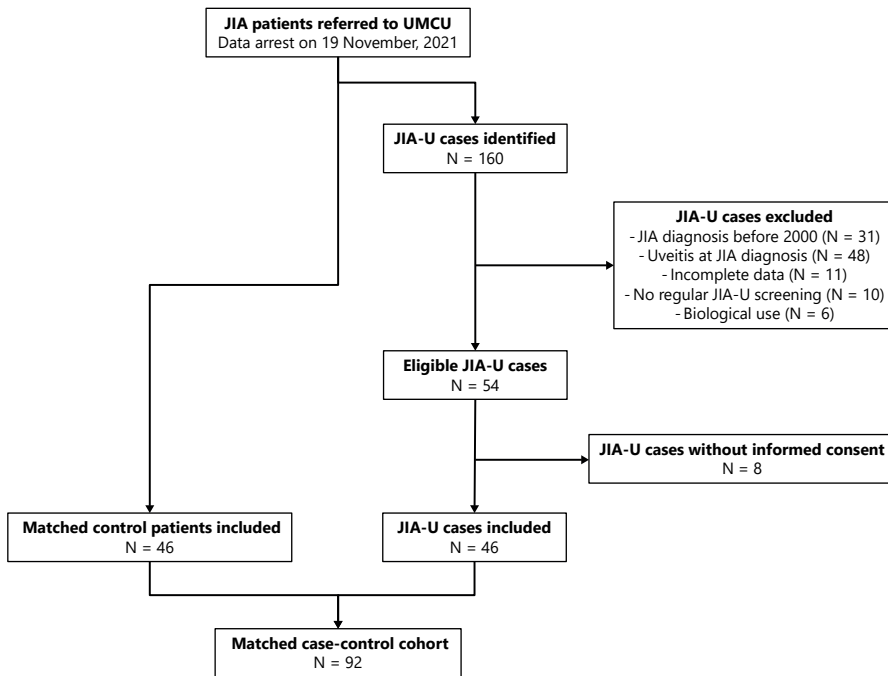 JIA patients referred to UMCU
Data arrest on 19 November, 2021
JIA-U cases identified
N = 160
JIA-U cases excluded
- JIA diagnosis before 2000 (N = 31)
- Uveitis at JIA diagnosis (N = 48)
- Incomplete data (N = 11)
- No regular JIA-U screening (N = 10)
- Biological use (N = 6)
Eligible JIA-U cases
N = 54
JIA-U cases without informed consent
N = 8
Matched control patients included
N = 46
JIA-U cases included
N = 46
Matched case-control cohort
N = 92